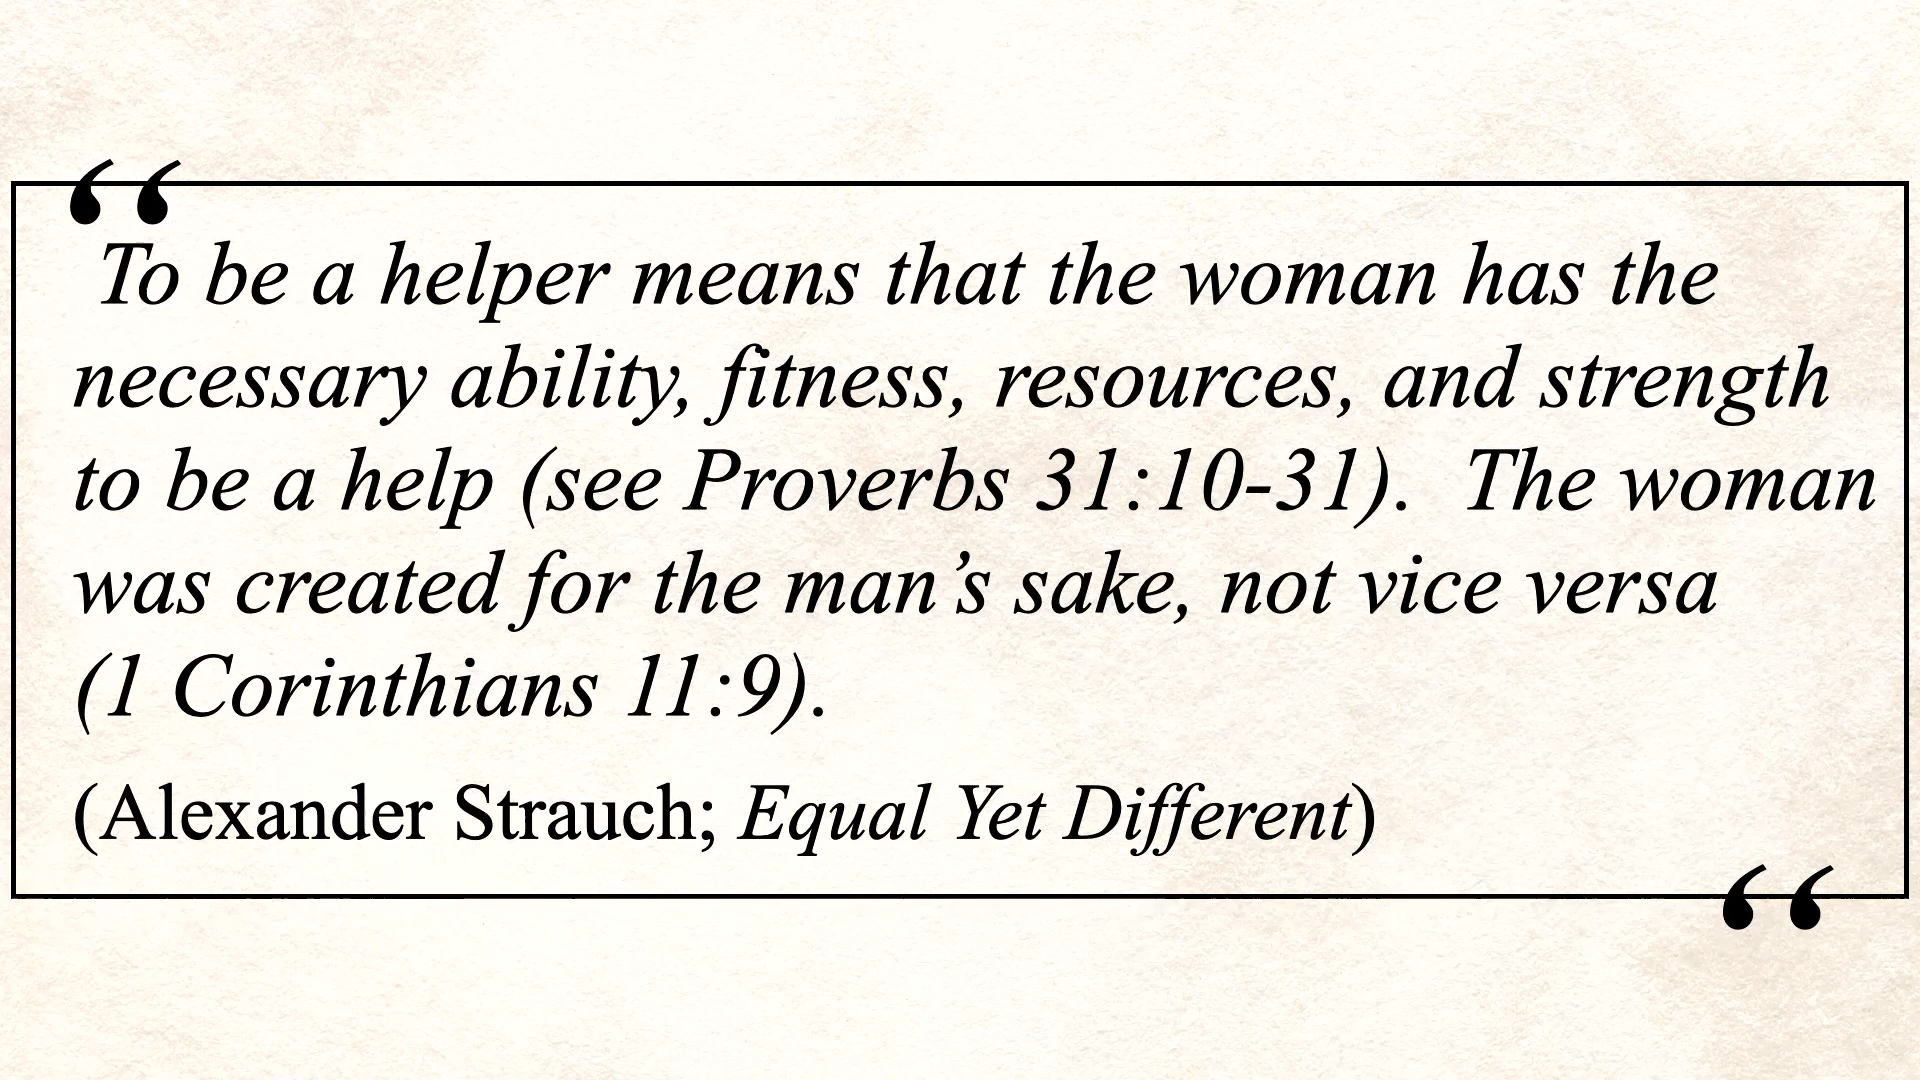 “
To be a helper means that the woman has the
necessary ability, fitness, resources, and strength
to be a help (see Proverbs 31:10-31).  The woman
was created for the man’s sake, not vice versa
(1 Corinthians 11:9).
(Alexander Strauch; Equal Yet Different)
“